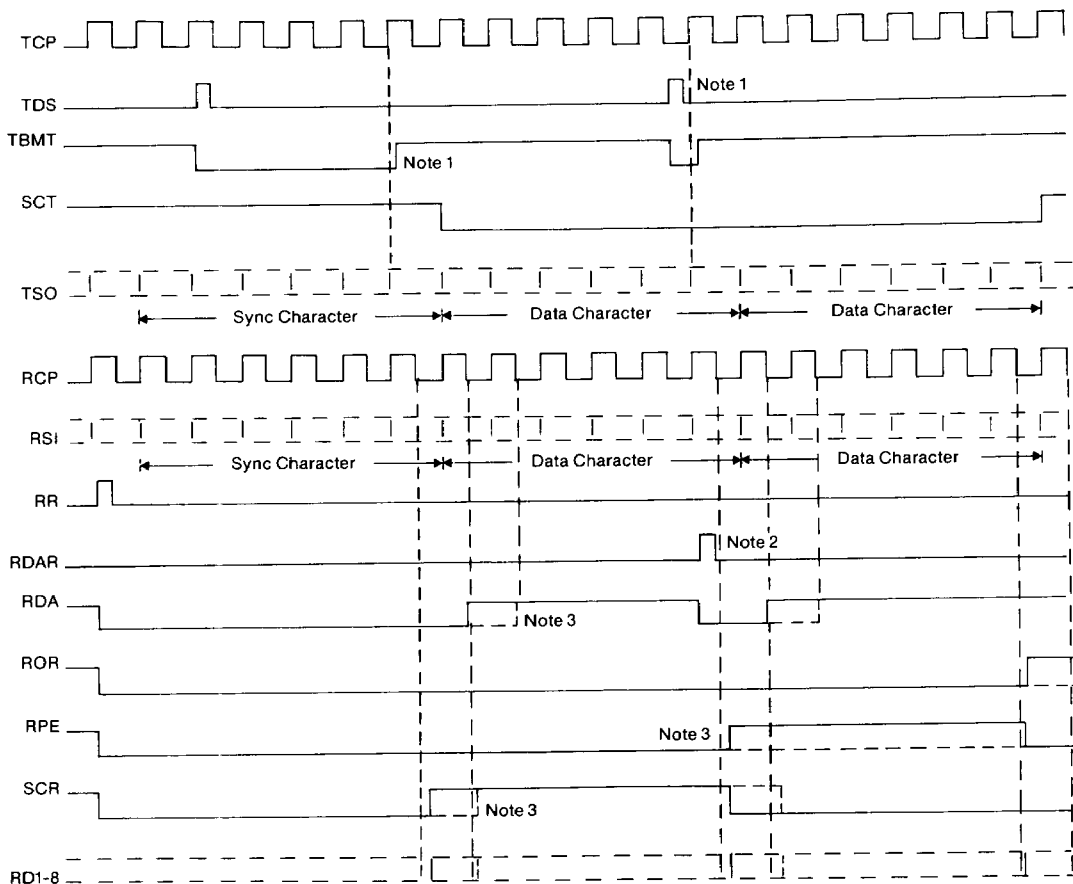 TCP
TDS
Note 1
TBMT
Note 1
SCT
TSO
Sync Character
Data Character
Data Character
RCP
RSI
Sync Character
Data Character
Data Character
RR
RDAR
Note 2
RDA
Note 3
ROR
RPE
Note 3
SCR
Note 3
RD1-8